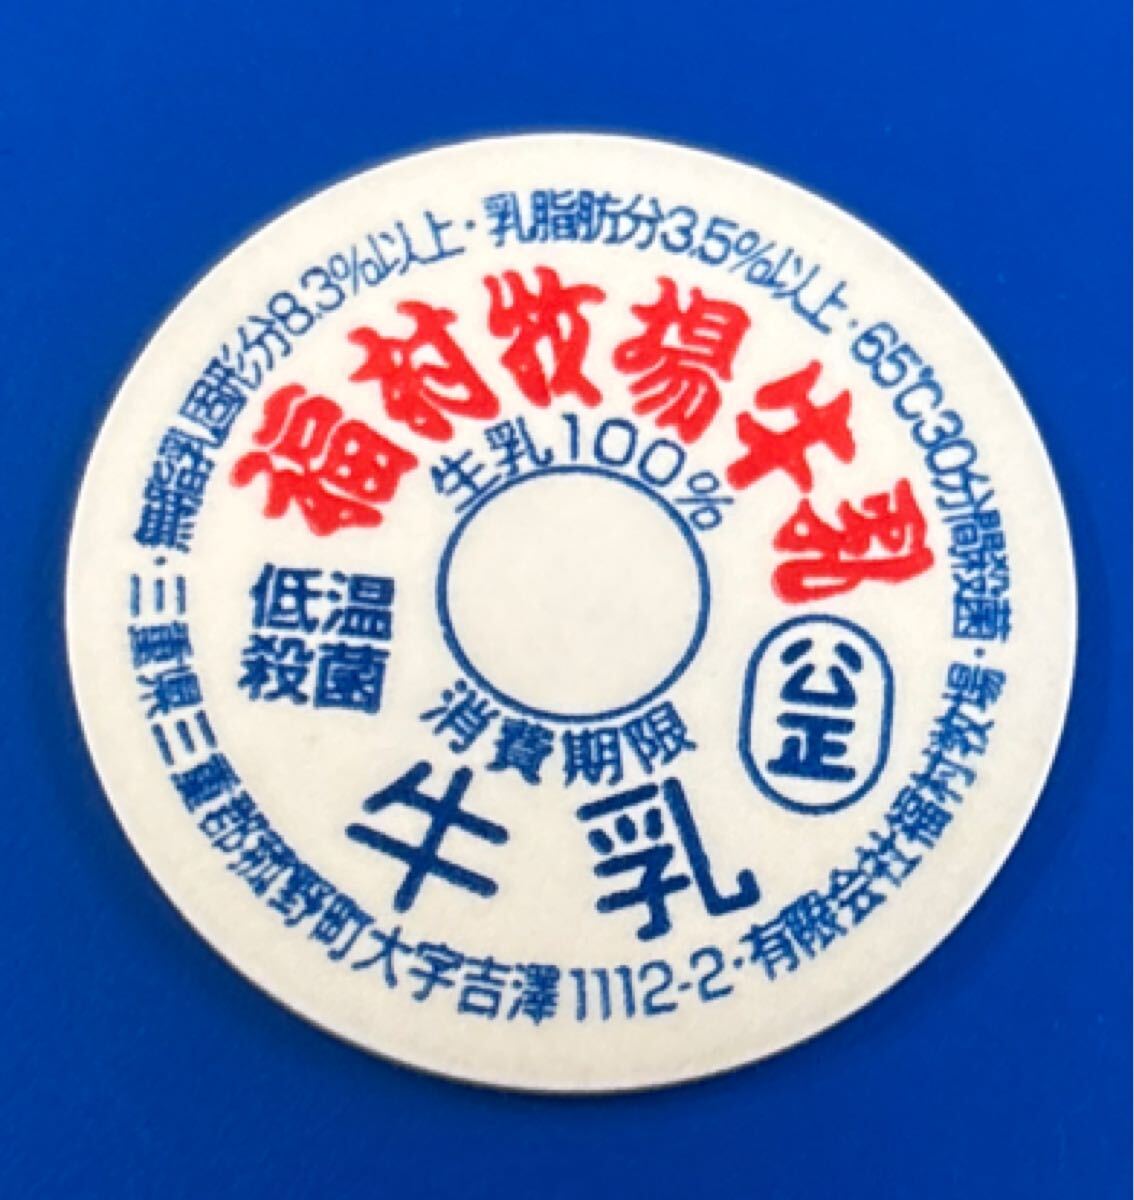 無脂乳固形分8.3%以上・乳脂肪分3.5%以上・65℃30分間殺菌・
福村牧場牛乳
生乳100%
低温
殺菌
公正
消費期限
牛乳
三重県三重郡菰野町大字吉澤1112-2・有限会社福村牧場